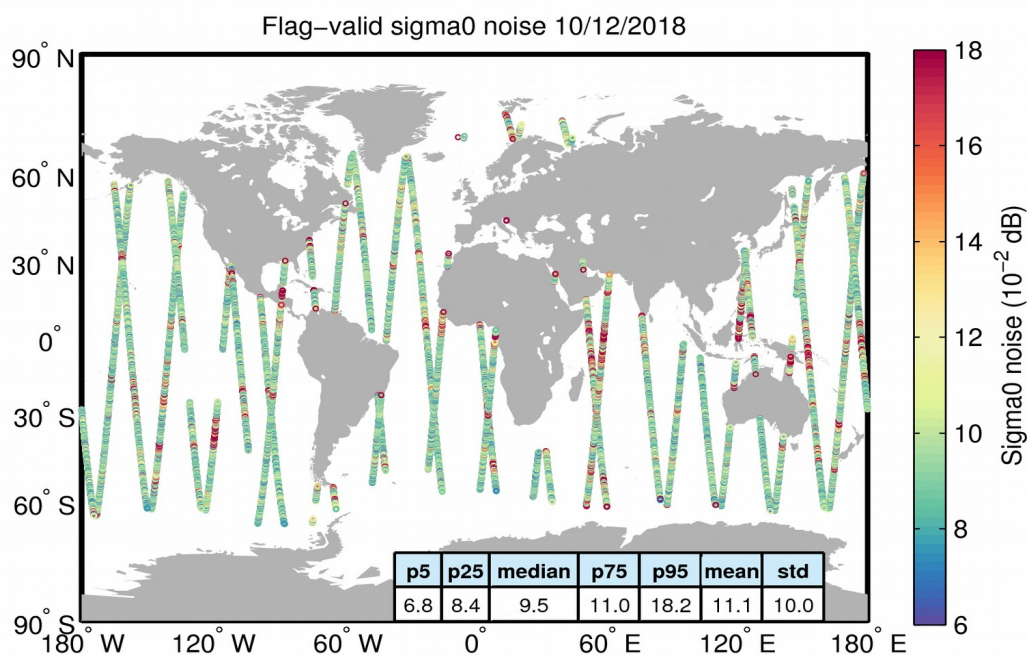 Flag−valid sigma0 noise 10/12/2018
90° N
60° N
30° N
0°
30° S
60° S
90° S
180° W
120° W
60° W
0°
60° E
120° E
180° E
p5 p25 median p75 p95 mean std
6.8 8.4 9.5 11.0 18.2 11.1 10.0
18
16
14
12
10
8
6
Sigma0 noise (10⁻² dB)